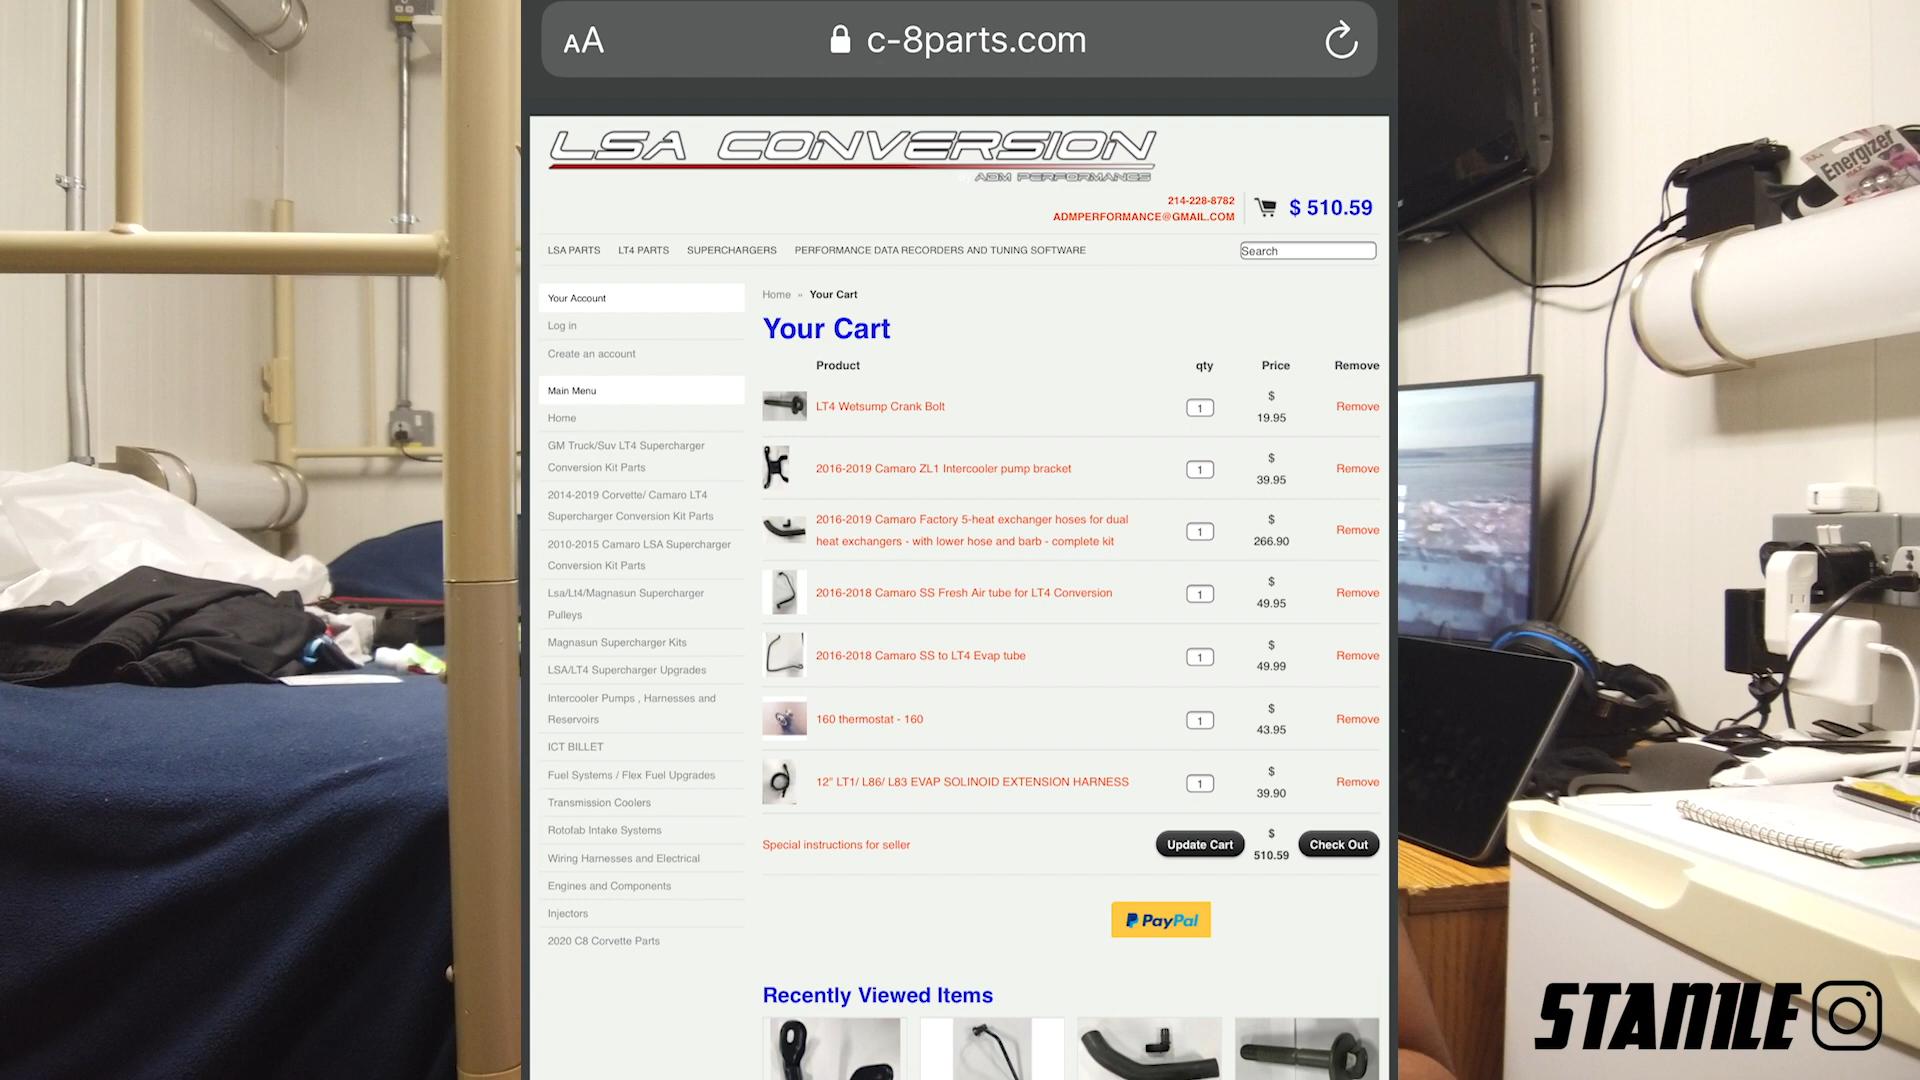 AA c-8parts.com
LSA CONVERSION
ADM PERFORMANCE
214-228-8782
ADMPERFORMANCE@GMAIL.COM
$ 510.59
LSA PARTS LT4 PARTS SUPERCHARGERS PERFORMANCE DATA RECORDERS AND TUNING SOFTWARE
Search
Your Account
Log in
Create an account
Main Menu
Home
GM Truck/Suv LT4 Supercharger
Conversion Kit Parts
2014-2019 Corvette/ Camaro LT4
Supercharger Conversion Kit Parts
2010-2015 Camaro LSA Supercharger
Conversion Kit Parts
Lsa/Lt4/Magnasun Supercharger
Pulleys
Magnasun Supercharger Kits
LSA/LT4 Supercharger Upgrades
Intercooler Pumps , Harnesses and
Reservoirs
ICT BILLET
Fuel Systems / Flex Fuel Upgrades
Transmission Coolers
Rotofab Intake Systems
Wiring Harnesses and Electrical
Engines and Components
Injectors
2020 C8 Corvette Parts
Home » Your Cart
Your Cart
Product qty Price Remove
LT4 Wetsump Crank Bolt 1 $ 19.95 Remove
2016-2019 Camaro ZL1 Intercooler pump bracket 1 $ 39.95 Remove
2016-2019 Camaro Factory 5-heat exchanger hoses for dual
heat exchangers - with lower hose and barb - complete kit 1 $ 266.90 Remove
2016-2018 Camaro SS Fresh Air tube for LT4 Conversion 1 $ 49.95 Remove
2016-2018 Camaro SS to LT4 Evap tube 1 $ 49.99 Remove
160 thermostat - 160 1 $ 43.95 Remove
12" LT1/ L86/ L83 EVAP SOLINOID EXTENSION HARNESS 1 $ 39.90 Remove
Special instructions for seller Update Cart $ 510.59 Check Out
PayPal
Recently Viewed Items
Energizer
MAX
AA
STAN1LE